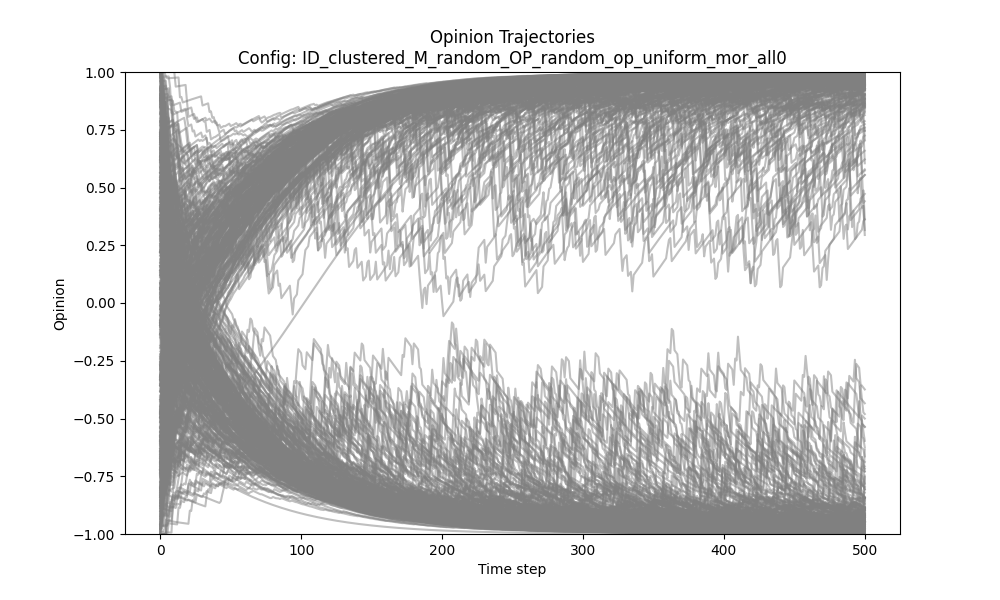 Opinion Trajectories
Config: ID_clustered_M_random_OP_random_op_uniform_mor_all0
1.00
0.75
0.50
0.25
0.00
−0.25
−0.50
−0.75
−1.00
Opinion
0 100 200 300 400 500
Time step